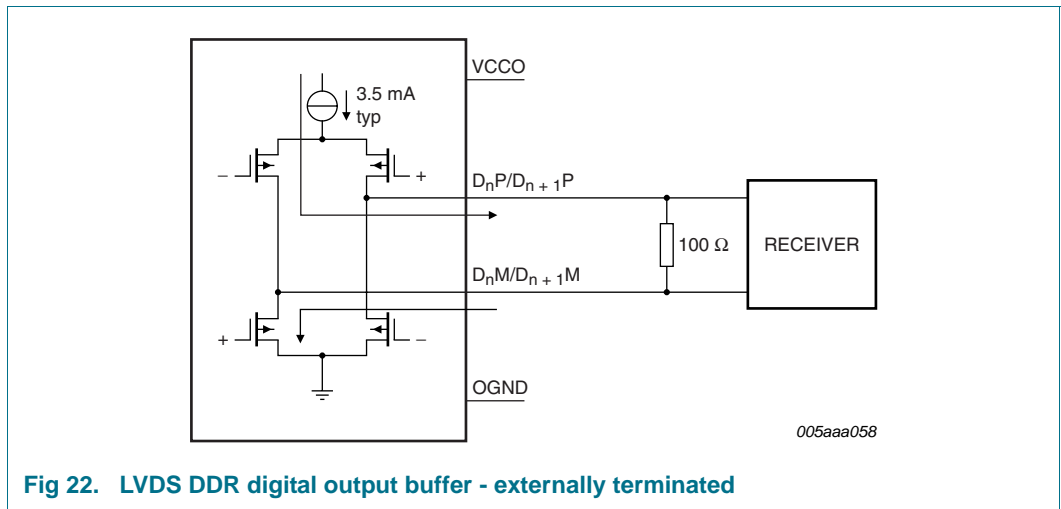 VCCO
3.5 mA
typ
−
+
DnP/Dn + 1P
100 Ω
RECEIVER
DnM/Dn + 1M
+
−
OGND
005aaa058
Fig 22. LVDS DDR digital output buffer - externally terminated